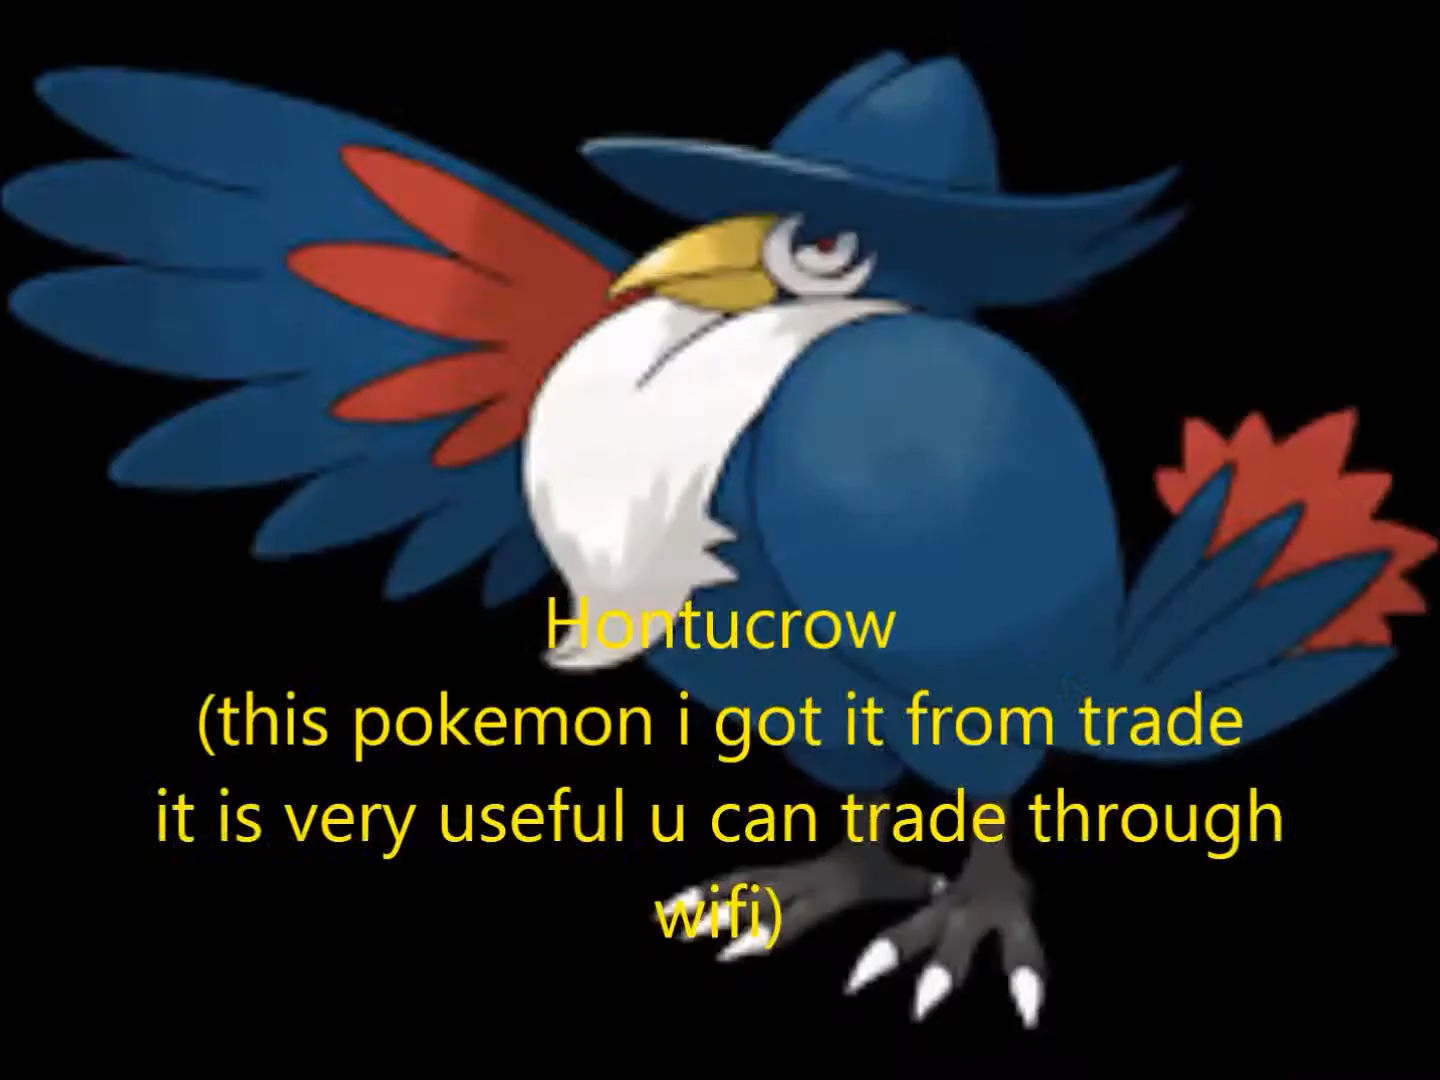 Hontucrow
(this pokemon i got it from trade
it is very useful u can trade through
wifi)